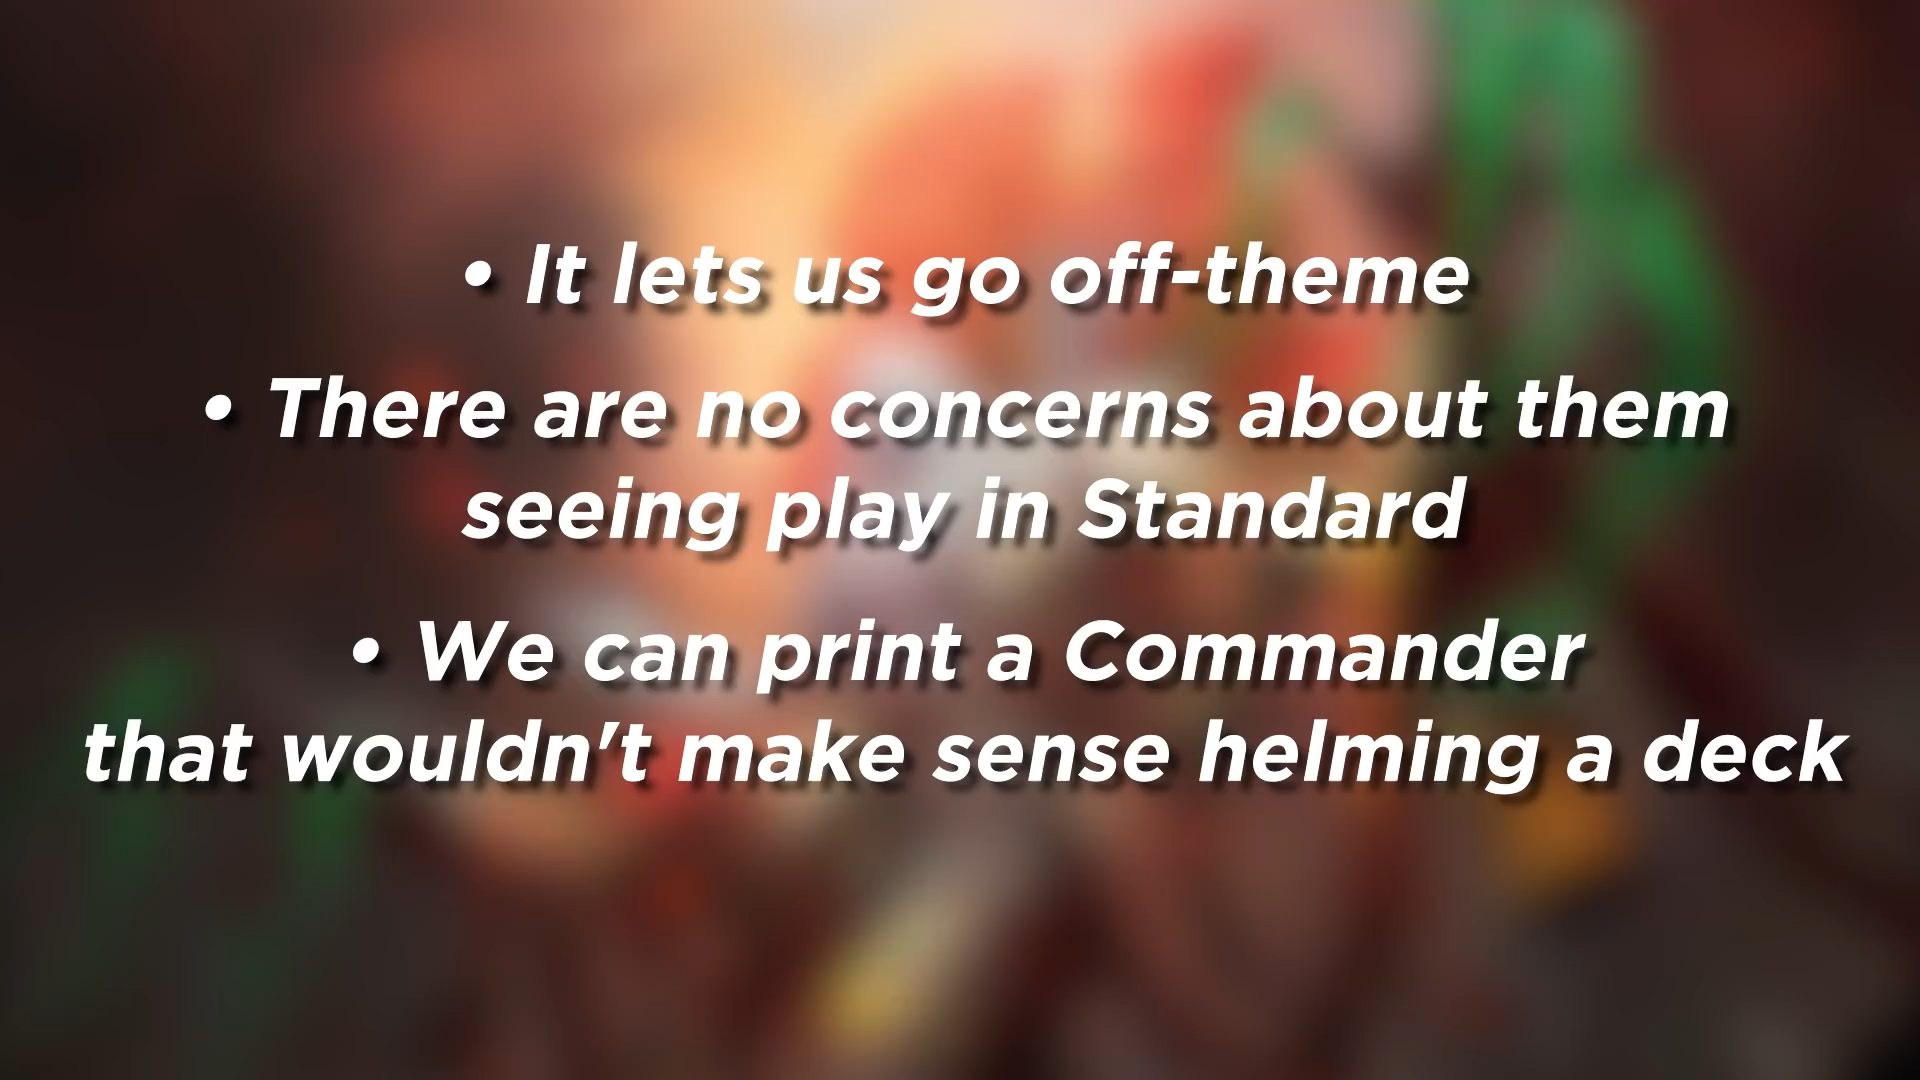 • It lets us go off-theme
• There are no concerns about them
seeing play in Standard
• We can print a Commander
that wouldn't make sense helming a deck